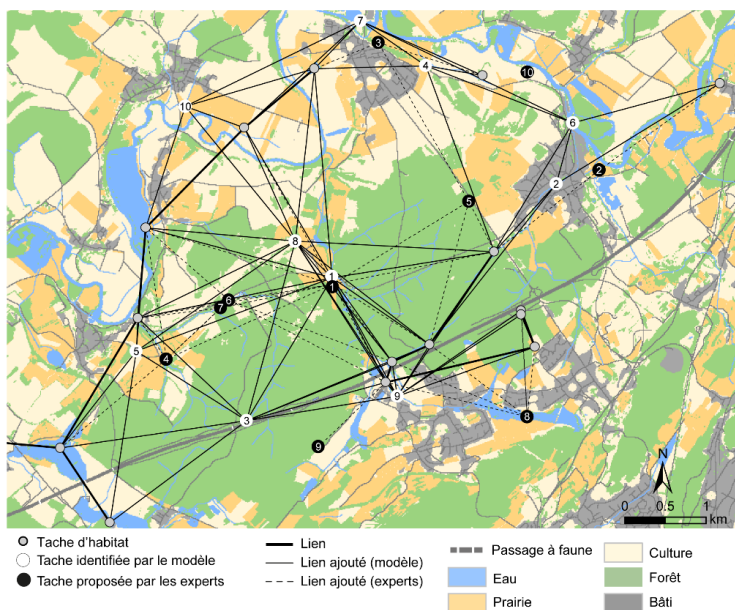 7
3
4
10
10
6
2
2
5
8
1
1
6
7
5
4
3
9
8
9
N
0 0.5 1
km
Tache d'habitat
Tache identifiée par le modèle
Tache proposée par les experts
Lien
Lien ajouté (modèle)
Lien ajouté (experts)
Passage à faune
Eau
Prairie
Culture
Forêt
Bâti